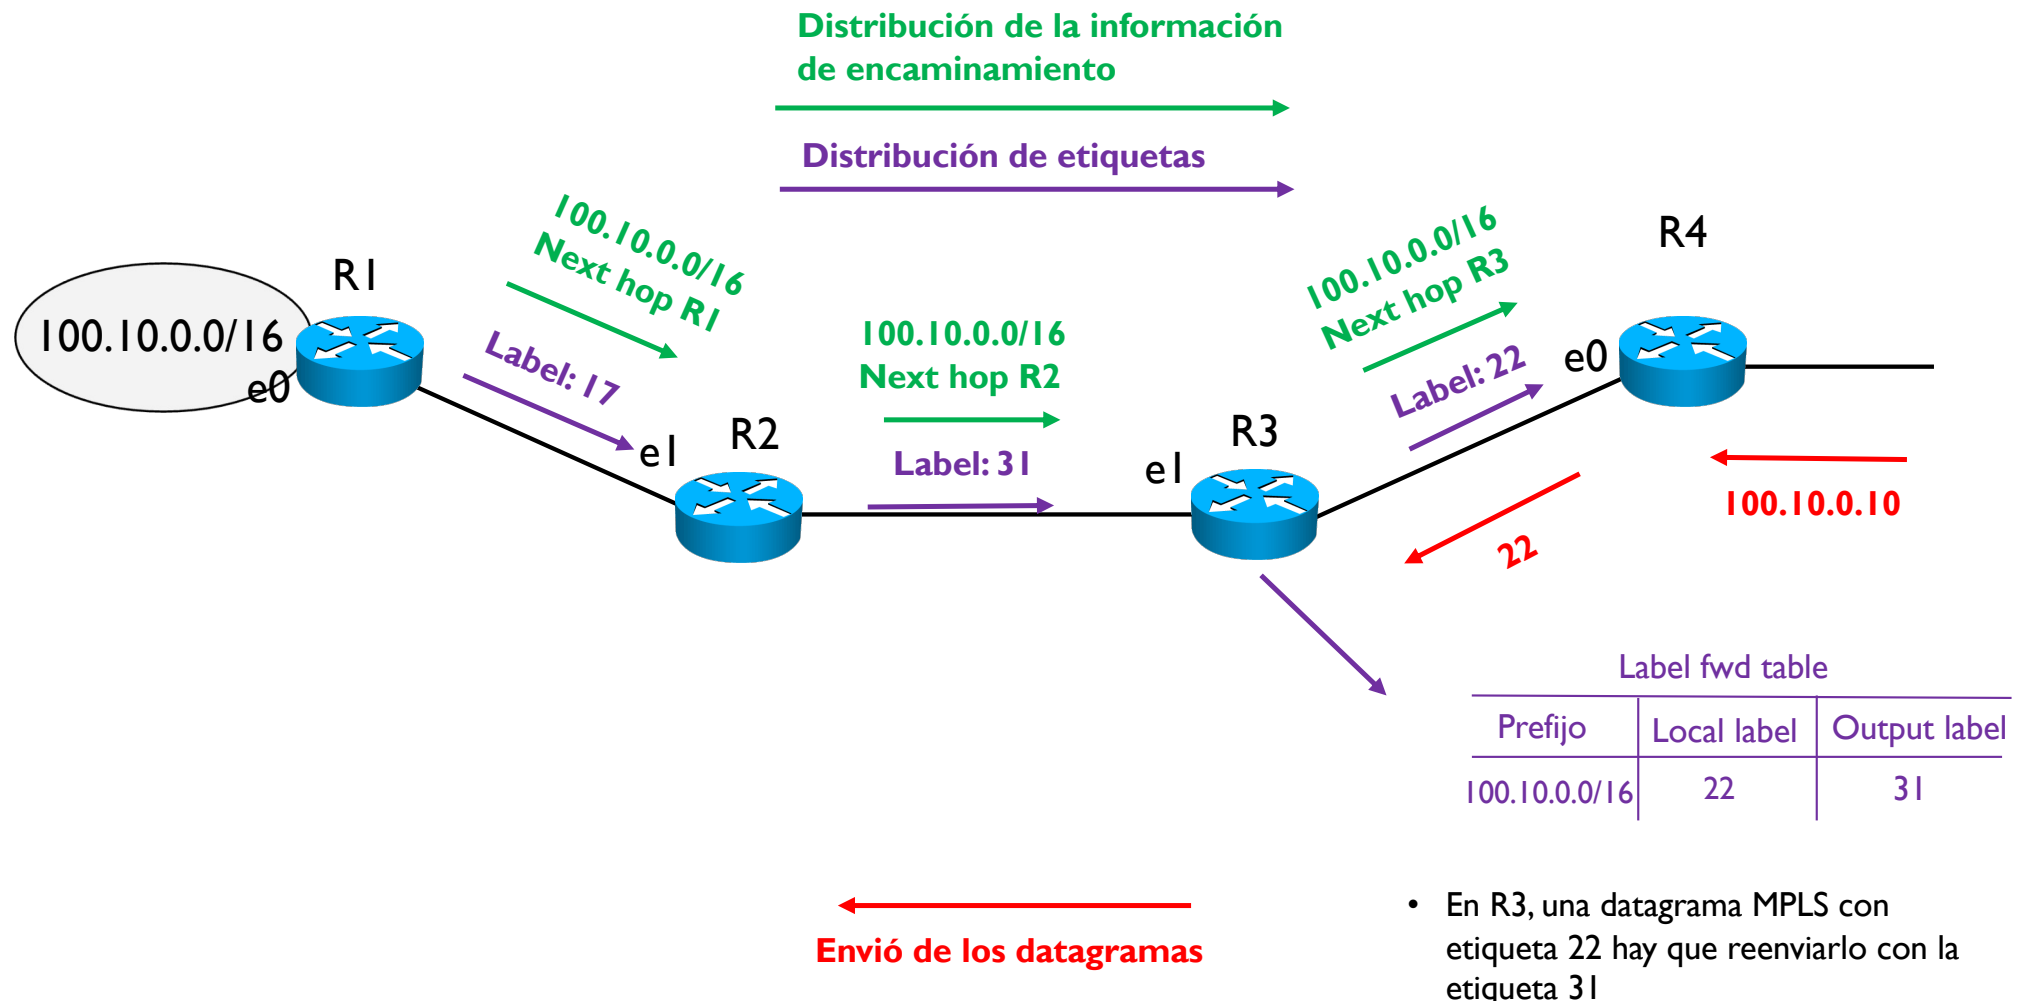 Distribución de la información
de encaminamiento
Distribución de etiquetas
100.10.0.0/16
Next hop R1
Label: 17
100.10.0.0/16
Next hop R2
Label: 31
100.10.0.0/16
Next hop R3
Label: 22
R1
100.10.0.0/16
e0
e1
R2
e1
R3
e0
R4
100.10.0.10
22
Label fwd table
Prefijo Local label Output label
100.10.0.0/16 22 31
Envió de los datagramas
• En R3, una datagrama MPLS con
etiqueta 22 hay que reenviarlo con la
etiqueta 31